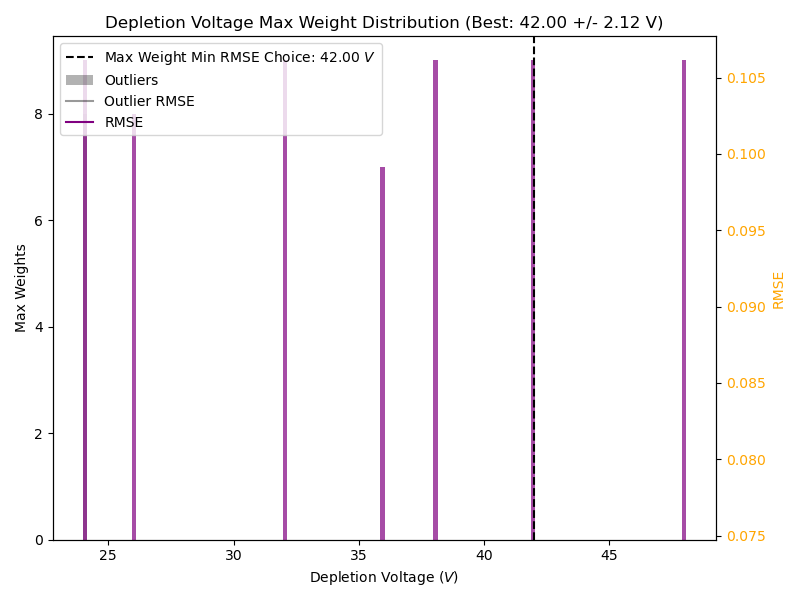 Depletion Voltage Max Weight Distribution (Best: 42.00 +/- 2.12 V)
Max Weight Min RMSE Choice: 42.00 V
Outliers
Outlier RMSE
RMSE
Max Weights
0
2
4
6
8
25
30
35
40
45
Depletion Voltage (V)
0.105
0.100
0.095
0.090
0.085
0.080
0.075
RMSE